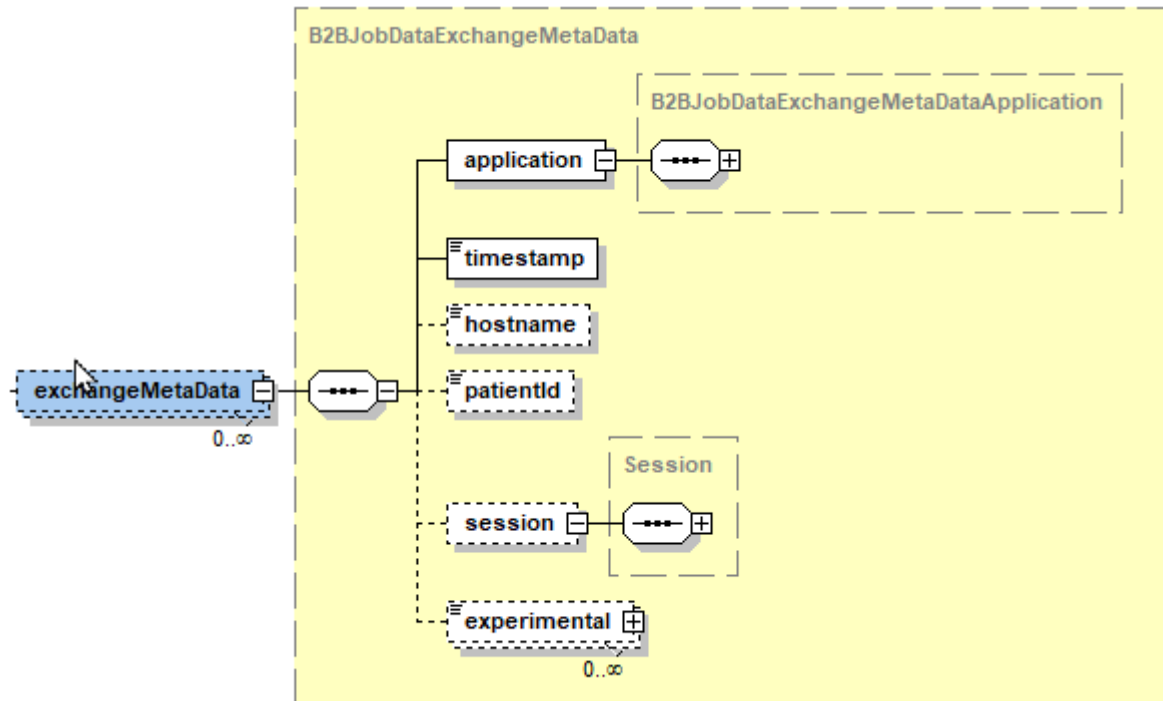 B2BJobDataExchangeMetaData
B2BJobDataExchangeMetaDataApplication
application
timestamp
hostname
exchangeMetaData
patientId
0..∞
Session
session
experimental
0..∞